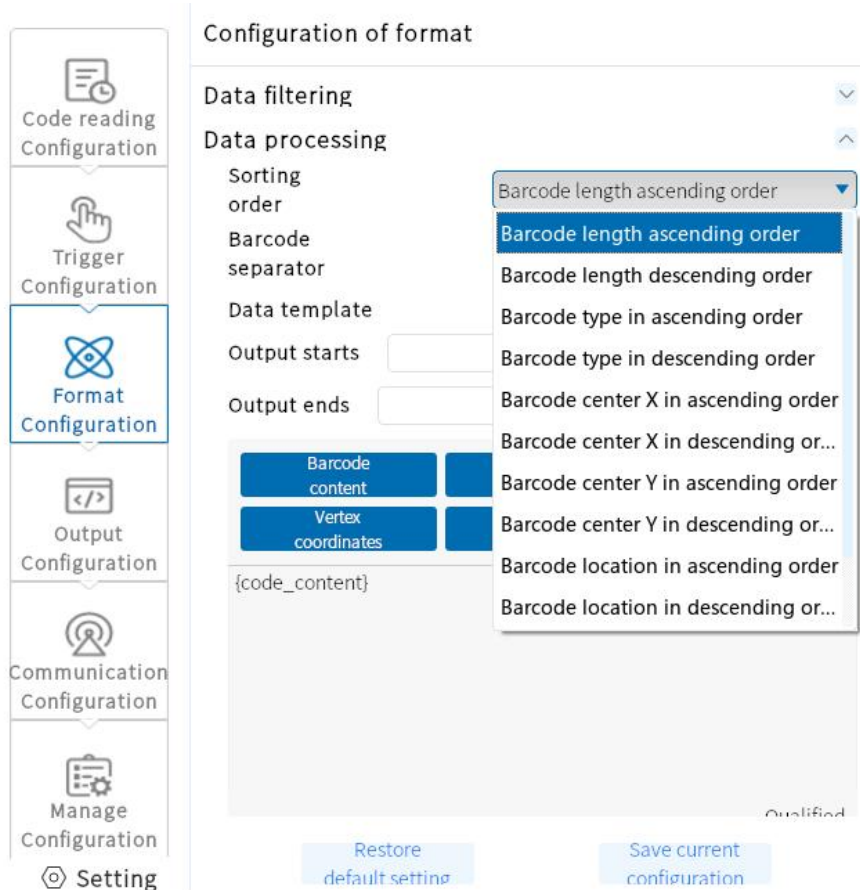 Configuration of format
Code reading
Configuration
Trigger
Configuration
Format
Configuration
Output
Configuration
Communication
Configuration
Manage
Configuration
Setting
Data filtering
Data processing
Sorting
order
Barcode length ascending order
Barcode
separator
Data template
Output starts
Output ends
Barcode length ascending order
Barcode length descending order
Barcode type in ascending order
Barcode type in descending order
Barcode center X in ascending order
Barcode center X in descending or...
Barcode center Y in ascending order
Barcode center Y in descending or...
Barcode location in ascending order
Barcode location in descending or...
Barcode
content
Vertex
coordinates
{code_content}
Qualified
Restore
default setting
Save current
configuration